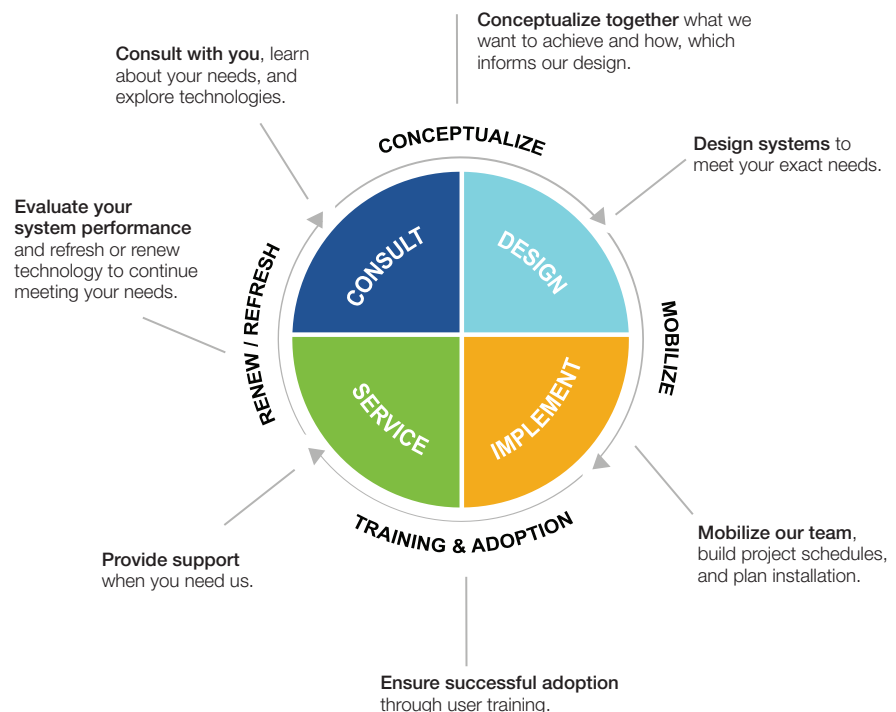 Conceptualize together what we
want to achieve and how, which
informs our design.
Consult with you, learn
about your needs, and
explore technologies.
CONCEPTUALIZE
Design systems to
meet your exact needs.
Evaluate your
system performance
and refresh or renew
technology to continue
meeting your needs.
CONSULT
DESIGN
RENEW / REFRESH
MOBILIZE
SERVICE
IMPLEMENT
TRAINING & ADOPTION
Mobilize our team,
build project schedules,
and plan installation.
Provide support
when you need us.
Ensure successful adoption
through user training.